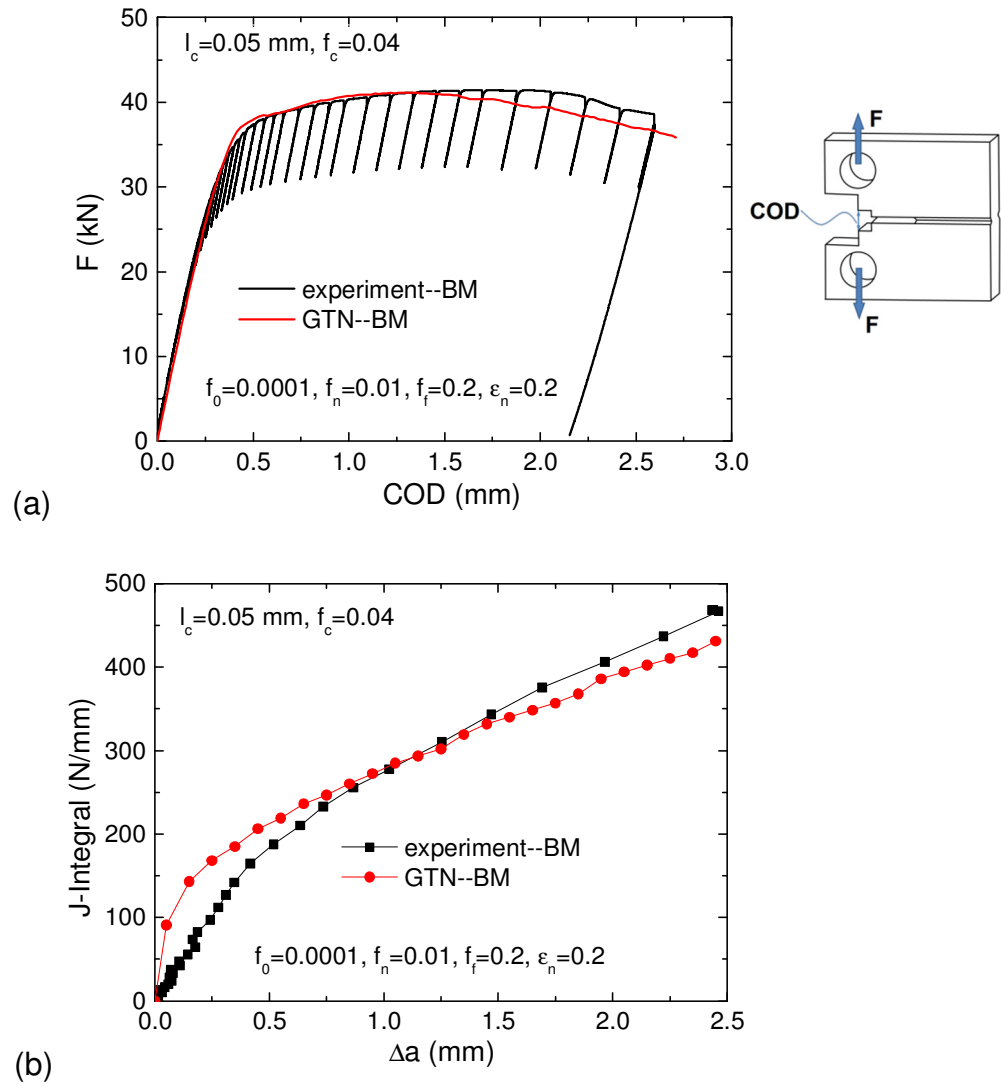 50
40
30
20
10
0
F (kN)
l_c=0.05 mm, f_c=0.04
experiment--BM
GTN--BM
f_0=0.0001, f_n=0.01, f_f=0.2, ε_n=0.2
0.0 0.5 1.0 1.5 2.0 2.5 3.0
COD (mm)
(a)
F
COD
F
500
400
300
200
100
0
J-Integral (N/mm)
l_c=0.05 mm, f_c=0.04
experiment--BM
GTN--BM
f_0=0.0001, f_n=0.01, f_f=0.2, ε_n=0.2
0.0 0.5 1.0 1.5 2.0 2.5
Δa (mm)
(b)